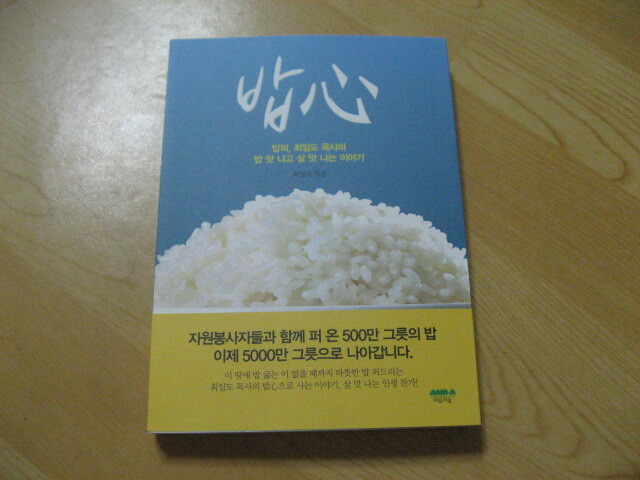 밥心
밥퍼, 최일도 목사의
밥 맛 나고 살 맛 나는 이야기
최일도 지음
자원봉사자들과 함께 퍼 온 500만 그릇의 밥
이제 5000만 그릇으로 나아갑니다.
이 땅에 밥 굶는 이 없을 때까지 따뜻한 밥 퍼드리는
최일도 목사의 밥心으로 사는 이야기, 살 맛 나는 인생 찬가!